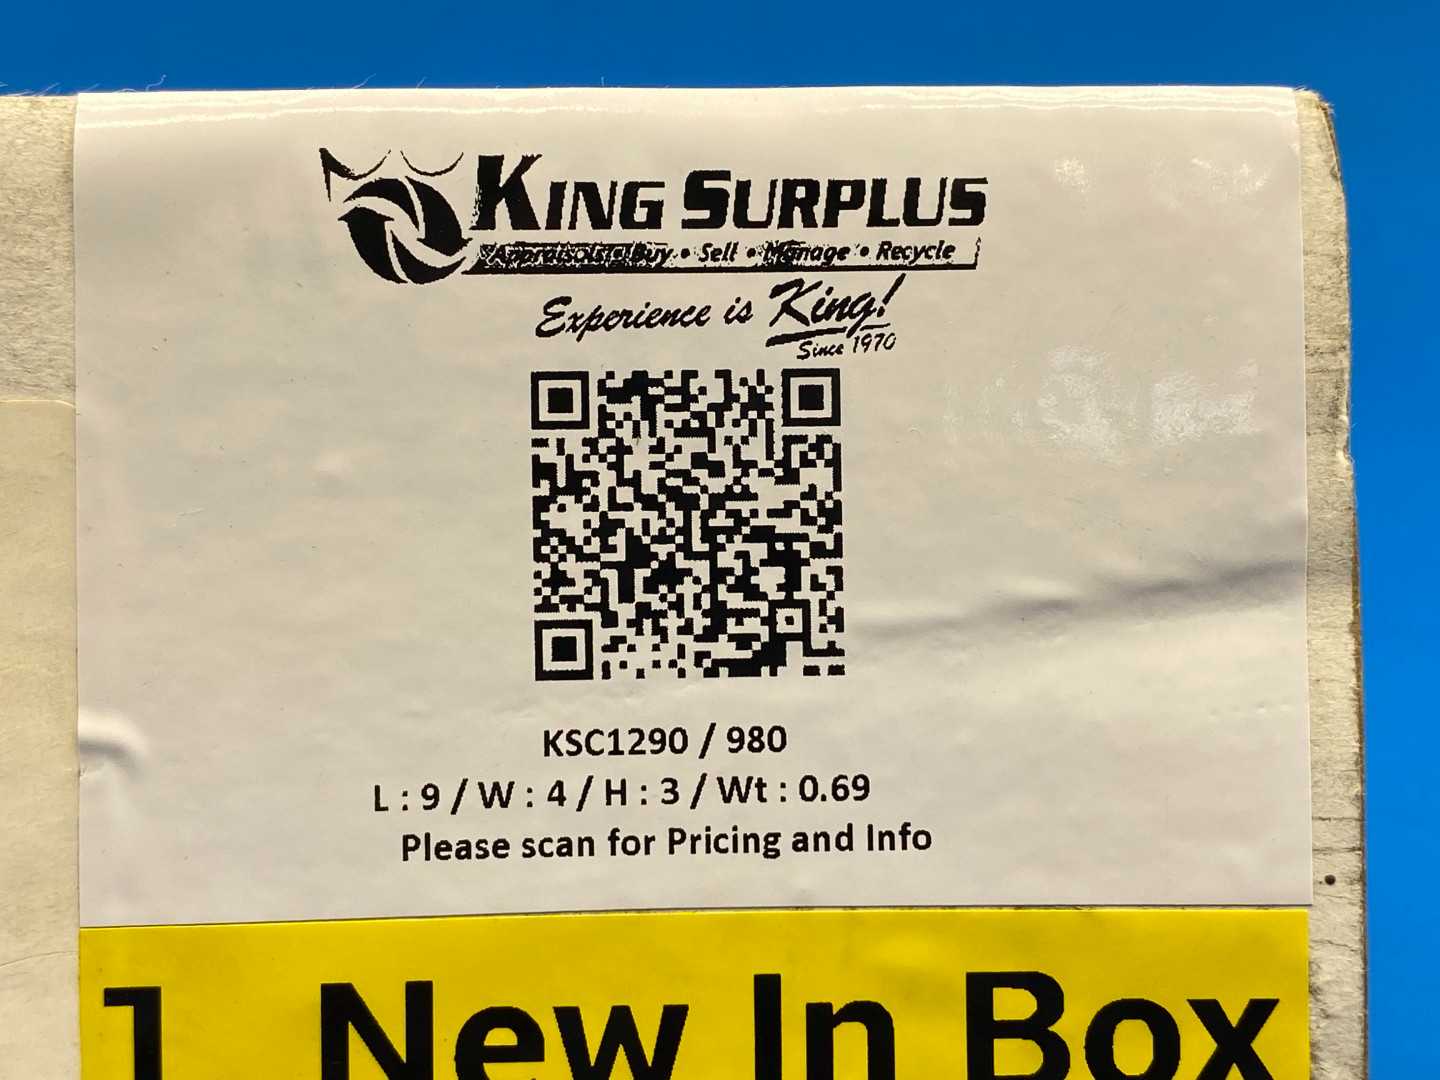 KING SURPLUS
Appraisals • Buy • Sell • Manage • Recycle
Experience is King!
Since 1970
KSC1290 / 980
L : 9 / W : 4 / H : 3 / Wt : 0.69
Please scan for Pricing and Info
1 New In Box